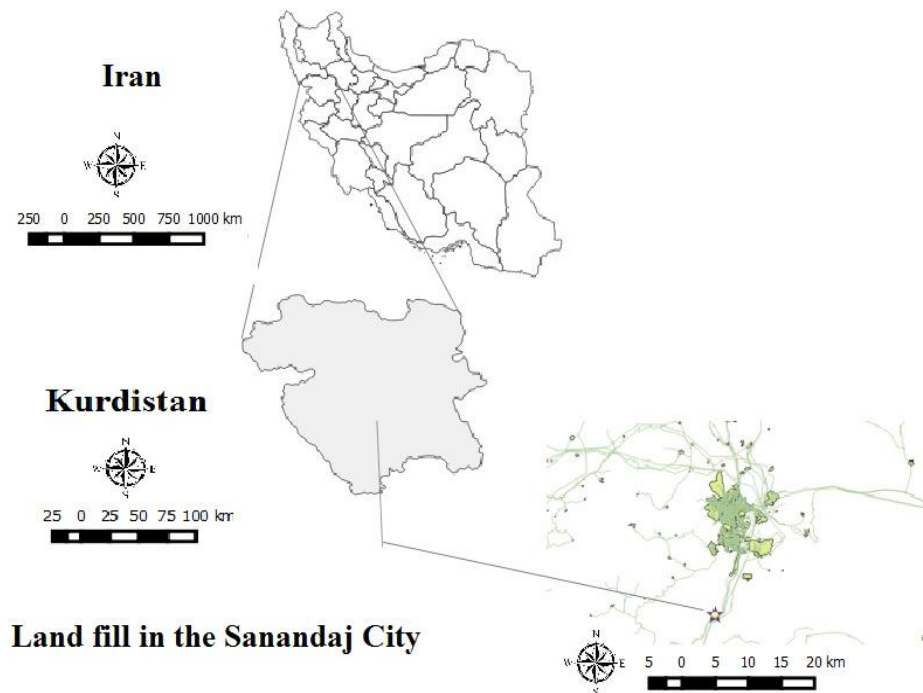 Iran
N
W E
S
250 0 250 500 750 1000 km
Kurdistan
N
W E
S
25 0 25 50 75 100 km
Land fill in the Sanandaj City
N
W E
S
5 0 5 10 15 20 km